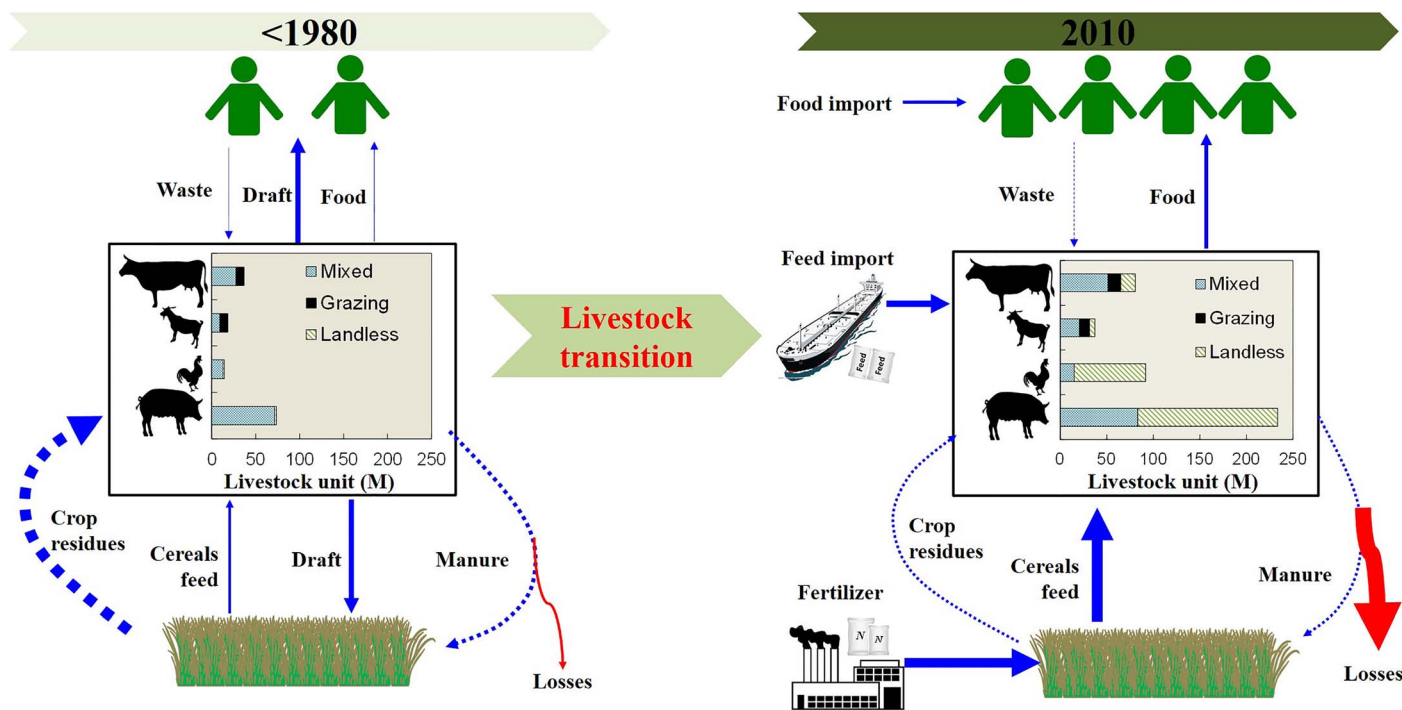 <1980
Waste
Draft
Food
Mixed
Grazing
Landless
0 50 100 150 200 250
Livestock unit (M)
Crop
residues
Cereals
feed
Draft
Manure
Losses
Livestock
transition
2010
Food import
Waste
Food
Feed import
Feed
Feed
Mixed
Grazing
Landless
0 50 100 150 200 250
Livestock unit (M)
Crop
residues
Cereals
feed
Manure
Fertilizer
N
N
Losses